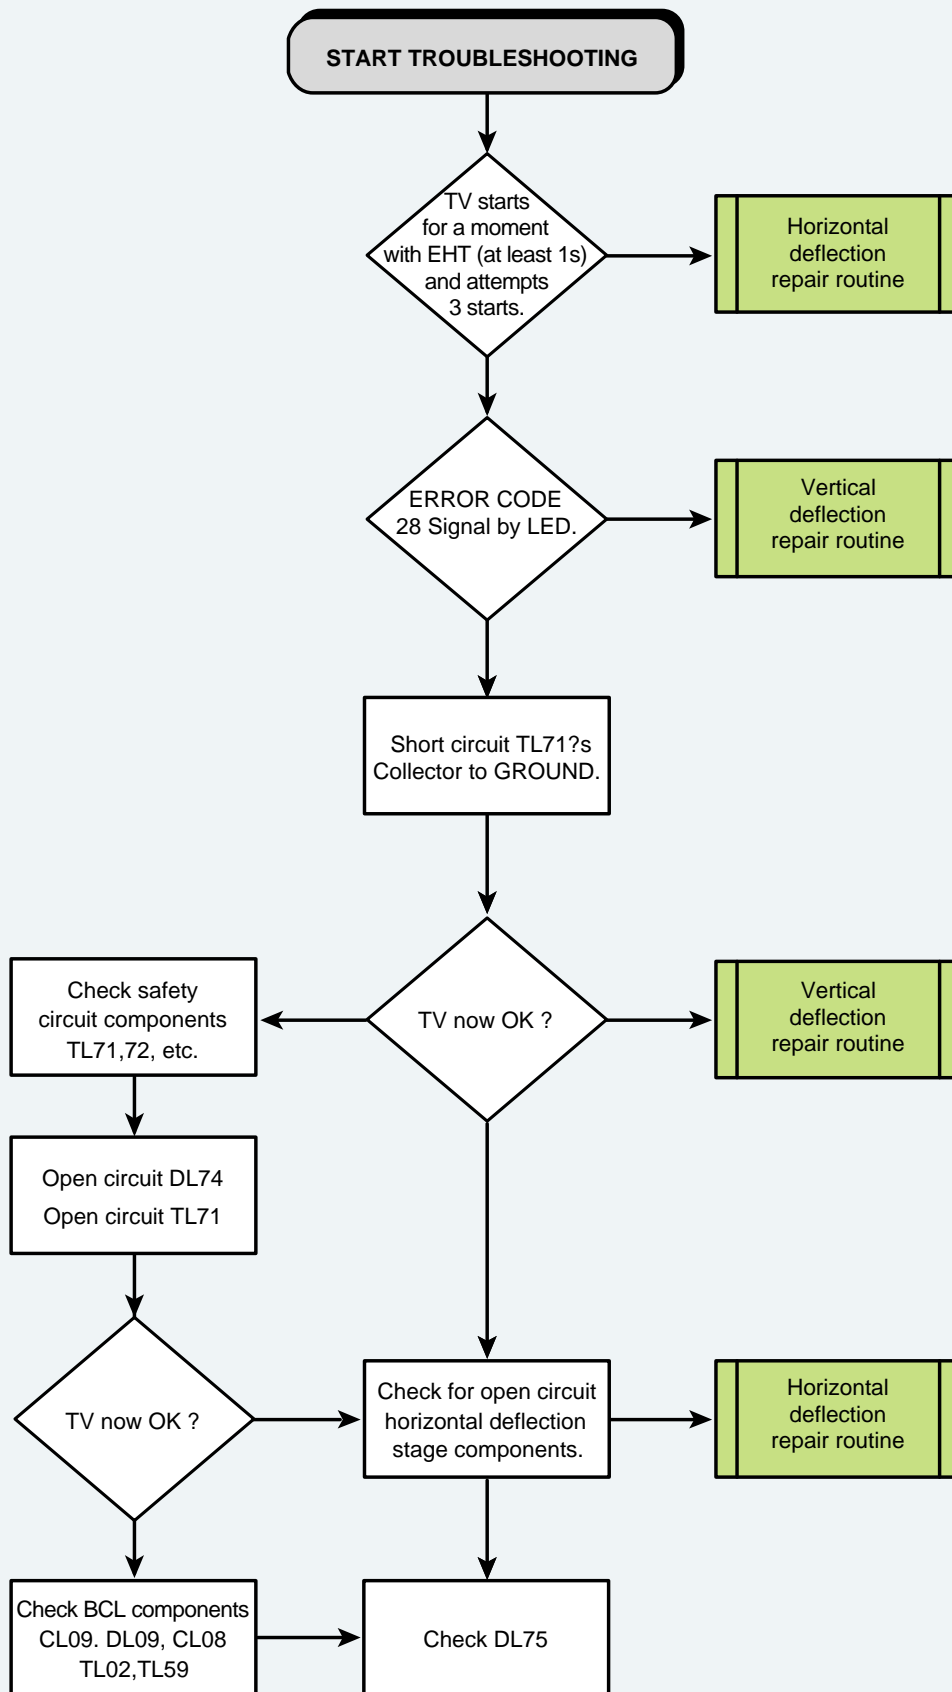 START TROUBLESHOOTING
TV starts
for a moment
with EHT (at least 1s)
and attempts
3 starts.
Horizontal
deflection
repair routine
ERROR CODE
28 Signal by LED.
Vertical
deflection
repair routine
Short circuit TL71?s
Collector to GROUND.
Check safety
circuit components
TL71,72, etc.
TV now OK ?
Vertical
deflection
repair routine
Open circuit DL74
Open circuit TL71
TV now OK ?
Check for open circuit
horizontal deflection
stage components.
Horizontal
deflection
repair routine
Check BCL components
CL09. DL09, CL08
TL02,TL59
Check DL75